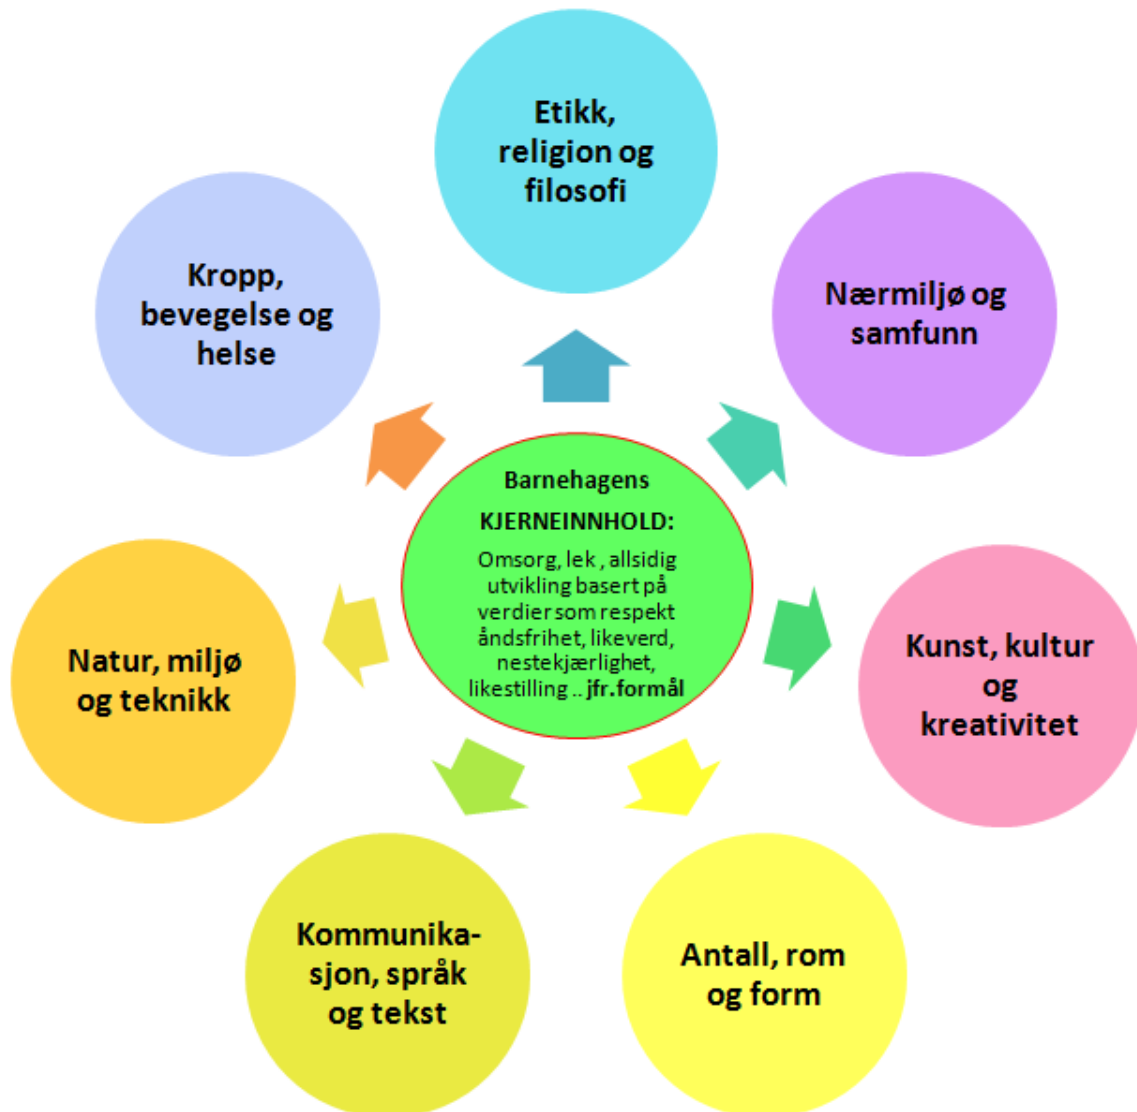 Etikk,
religion og
filosofi
Nærmiljø og
samfunn
Kunst, kultur
og
kreativitet
Antall, rom
og form
Kommunika-
sjon, språk
og tekst
Natur, miljø
og teknikk
Kropp,
bevegelse og
helse
Barnehagens
KJERNEINNHOLD:
Omsorg, lek , allsidig
utvikling basert på
verdier som respekt
åndsfrihet, likeverd,
nestekjærlighet,
likestilling .. jfr.formål